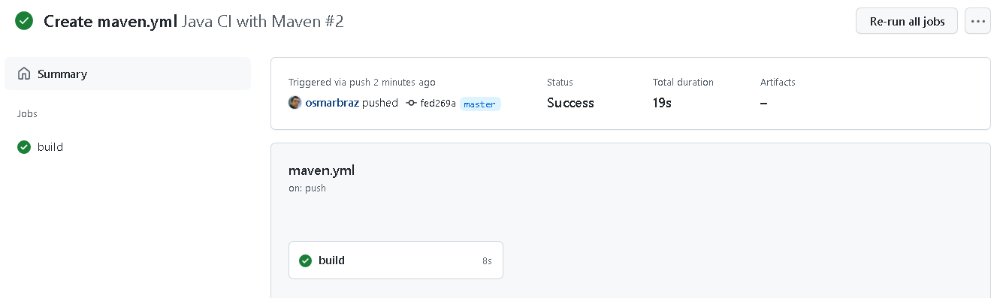 Create maven.yml Java CI with Maven #2
Re-run all jobs
Summary
Jobs
build
Triggered via push 2 minutes ago
osmarbraz pushed fed269a master
Status
Success
Total duration
19s
Artifacts
–
maven.yml
on: push
build 8s